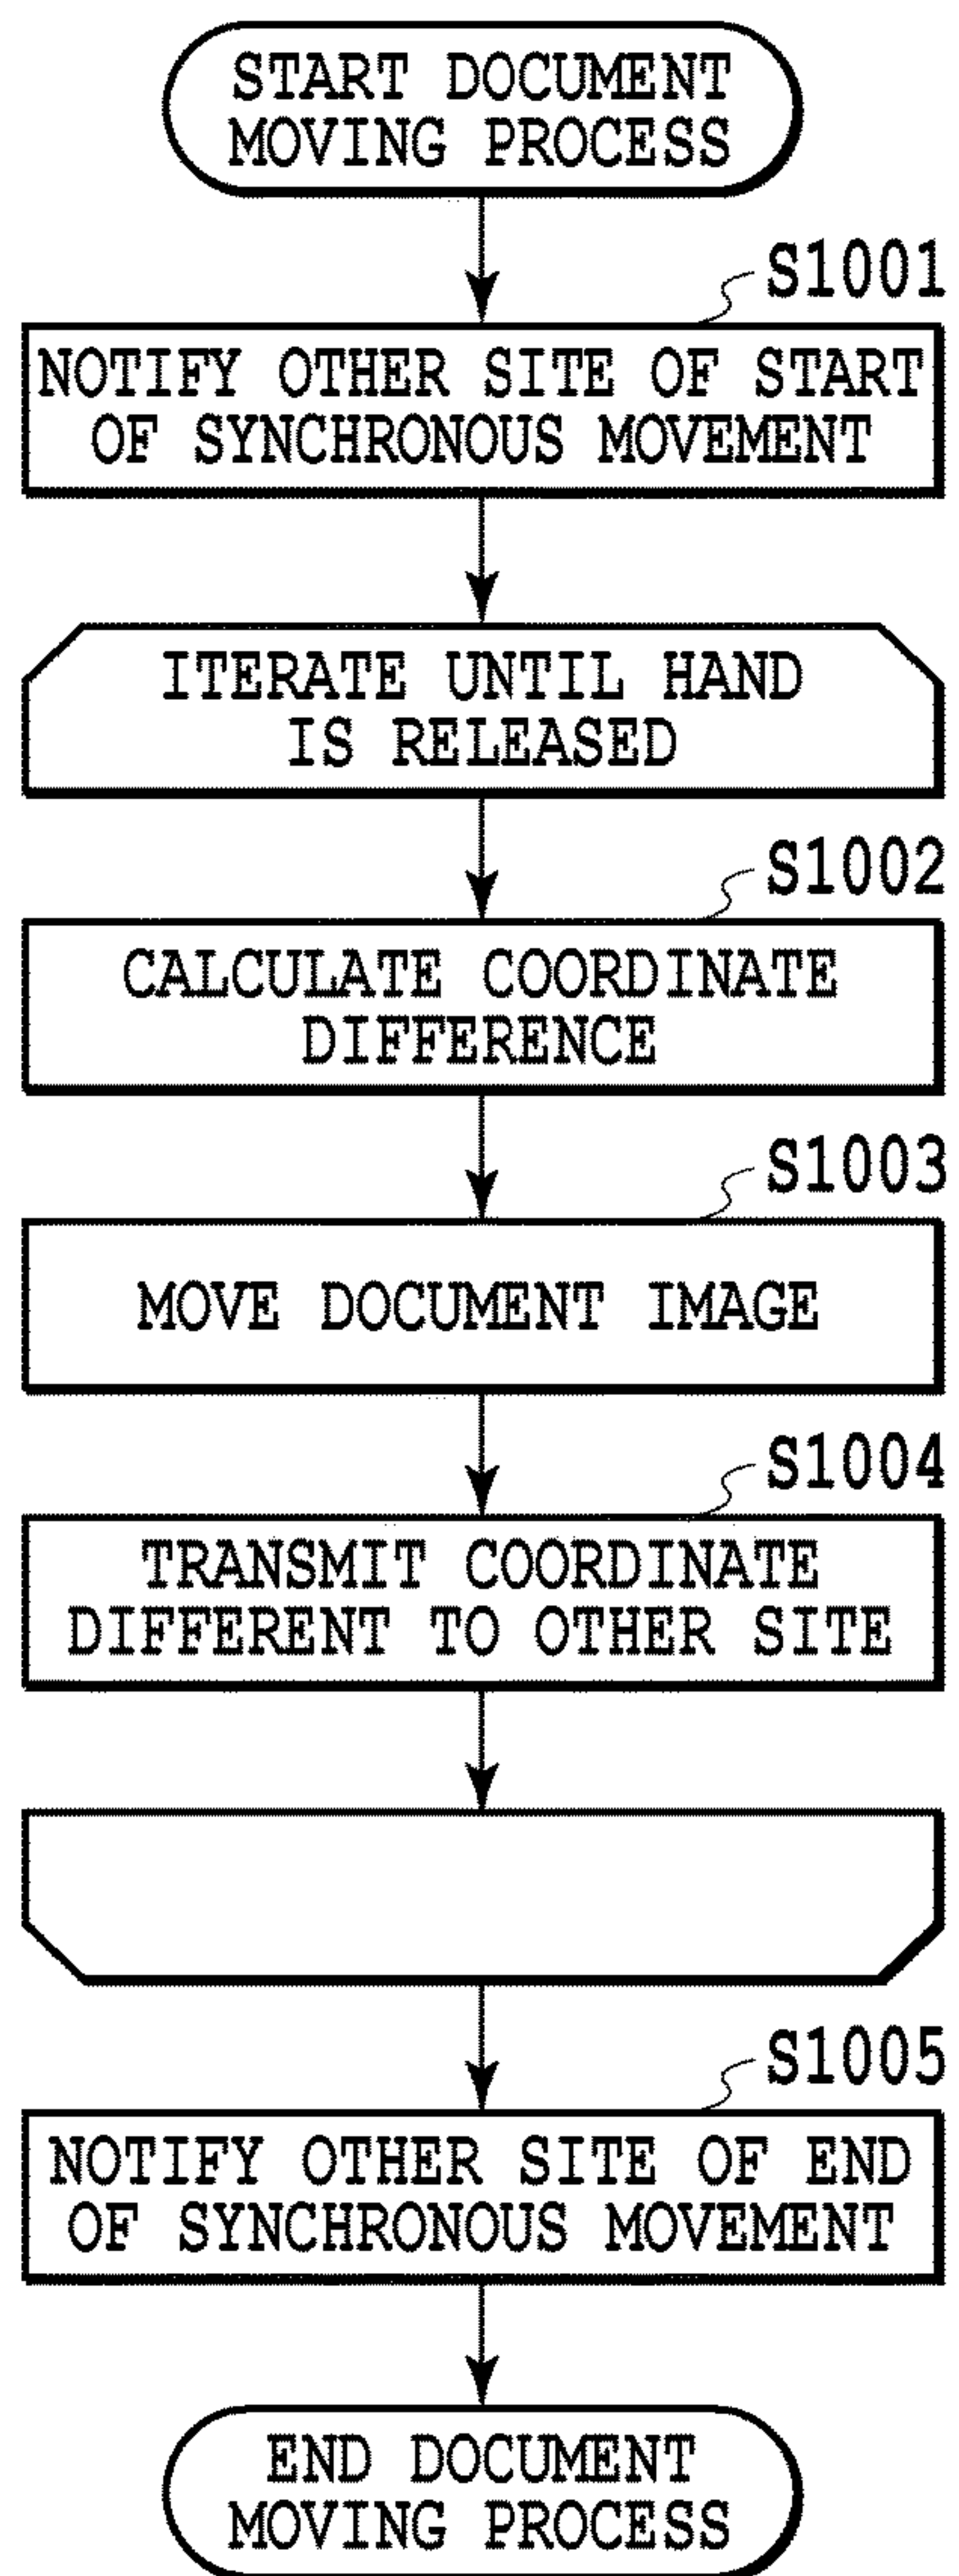 START DOCUMENT
MOVING PROCESS
S1001
NOTIFY OTHER SITE OF START
OF SYNCHRONOUS MOVEMENT
ITERATE UNTIL HAND
IS RELEASED
S1002
CALCULATE COORDINATE
DIFFERENCE
S1003
MOVE DOCUMENT IMAGE
S1004
TRANSMIT COORDINATE
DIFFERENT TO OTHER SITE
S1005
NOTIFY OTHER SITE OF END
OF SYNCHRONOUS MOVEMENT
END DOCUMENT
MOVING PROCESS